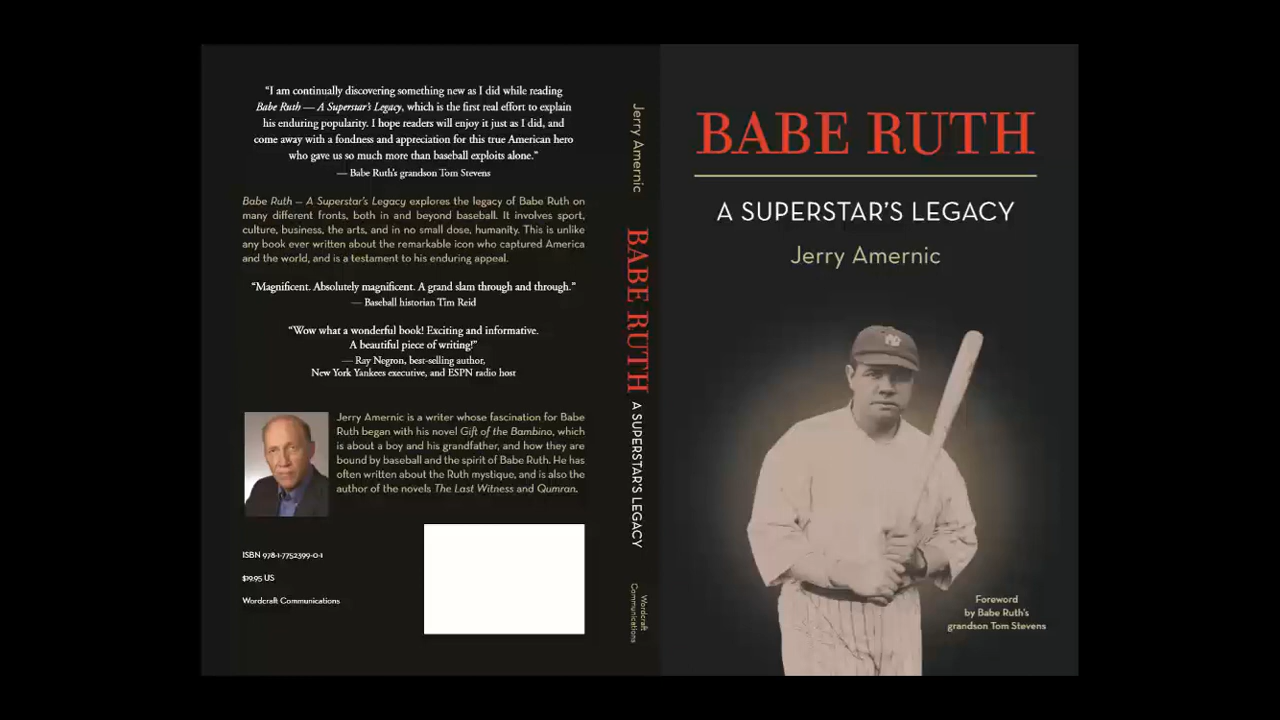 “I am continually discovering something new as I did while reading
Babe Ruth — A Superstar's Legacy, which is the first real effort to explain
his enduring popularity. I hope readers will enjoy it just as I did, and
come away with a fondness and appreciation for this true American hero
who gave us so much more than baseball exploits alone.”
— Babe Ruth's grandson Tom Stevens
Babe Ruth – A Superstar's Legacy explores the legacy of Babe Ruth on
many different fronts, both in and beyond baseball. It involves sport,
culture, business, the arts, and in no small dose, humanity. This is unlike
any book ever written about the remarkable icon who captured America
and the world, and is a testament to his enduring appeal.
“Magnificent. Absolutely magnificent. A grand slam through and through.”
— Baseball historian Tim Reid
“Wow what a wonderful book! Exciting and informative.
A beautiful piece of writing!”
— Ray Negron, best-selling author,
New York Yankees executive, and ESPN radio host
Jerry Amernic is a writer whose fascination for Babe
Ruth began with his novel Gift of the Bambino, which
is about a boy and his grandfather, and how they are
bound by baseball and the spirit of Babe Ruth. He has
often written about the Ruth mystique, and is also the
author of the novels The Last Witness and Qumran.
ISBN 978-1-7752399-0-1
$19.95 US
Wordcraft Communications
Jerry Amernic
BABE RUTH
A SUPERSTAR'S LEGACY
Wordcraft
Communications
BABE RUTH
A SUPERSTAR'S LEGACY
Jerry Amernic
NY
Foreword
by Babe Ruth's
grandson Tom Stevens